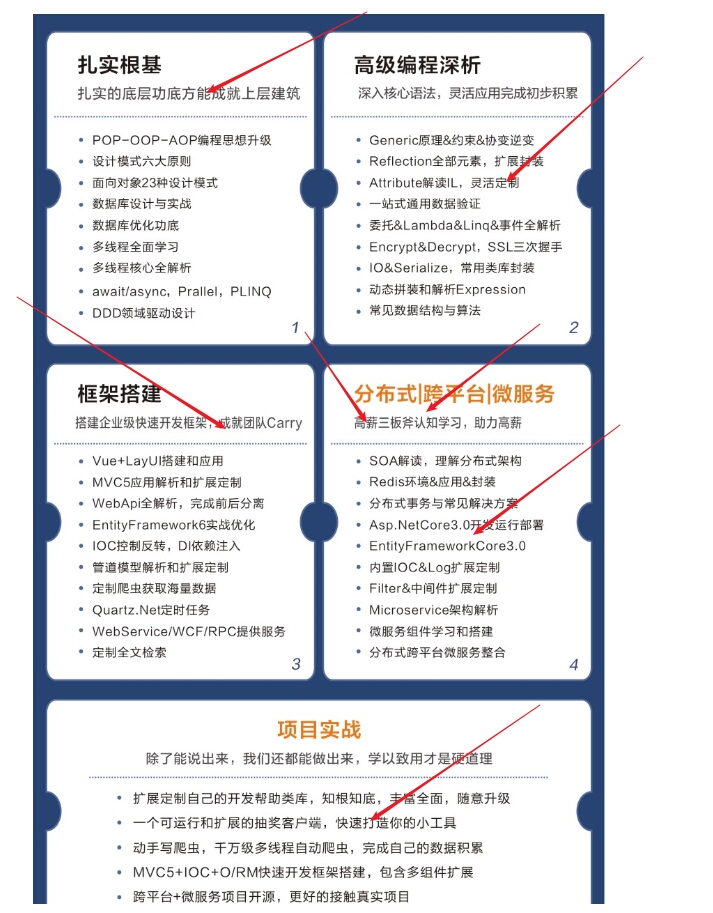 扎实根基
扎实的底层功底方能成就上层建筑
POP-OOP-AOP编程思想升级
设计模式六大原则
面向对象23种设计模式
数据库设计与实战
数据库优化功底
多线程全面学习
多线程核心全解析
await/async，Prallel，PLINQ
DDD领域驱动设计
1
高级编程深析
深入核心语法，灵活应用完成初步积累
Generic原理&约束&协变逆变
Reflection全部元素，扩展封装
Attribute解读IL，灵活定制
一站式通用数据验证
委托&Lambda&Linq&事件全解析
Encrypt&Decrypt，SSL三次握手
IO&Serialize，常用类库封装
动态拼装和解析Expression
常见数据结构与算法
2
框架搭建
搭建企业级快速开发框架，成就团队Carry
Vue+LayUI搭建和应用
MVC5应用解析和扩展定制
WebApi全解析，完成前后分离
EntityFramework6实战优化
IOC控制反转，DI依赖注入
管道模型解析和扩展定制
定制爬虫获取海量数据
Quartz.Net定时任务
WebService/WCF/RPC提供服务
定制全文检索
3
分布式|跨平台|微服务
高薪三板斧认知学习，助力高薪
SOA解读，理解分布式架构
Redis环境&应用&封装
分布式事务与常见解决方案
Asp.NetCore3.0开发运行部署
EntityFrameworkCore3.0
内置IOC&Log扩展定制
Filter&中间件扩展定制
Microservice架构解析
微服务组件学习和搭建
分布式跨平台微服务整合
4
项目实战
除了能说出来，我们还都能做出来，学以致用才是硬道理
扩展定制自己的开发帮助类库，知根知底，丰富全面，随意升级
一个可运行和扩展的抽奖客户端，快速打造你的小工具
动手写爬虫，千万级多线程自动爬虫，完成自己的数据积累
MVC5+IOC+O/RM快速开发框架搭建，包含多组件扩展
跨平台+微服务项目开源，更好的接触真实项目